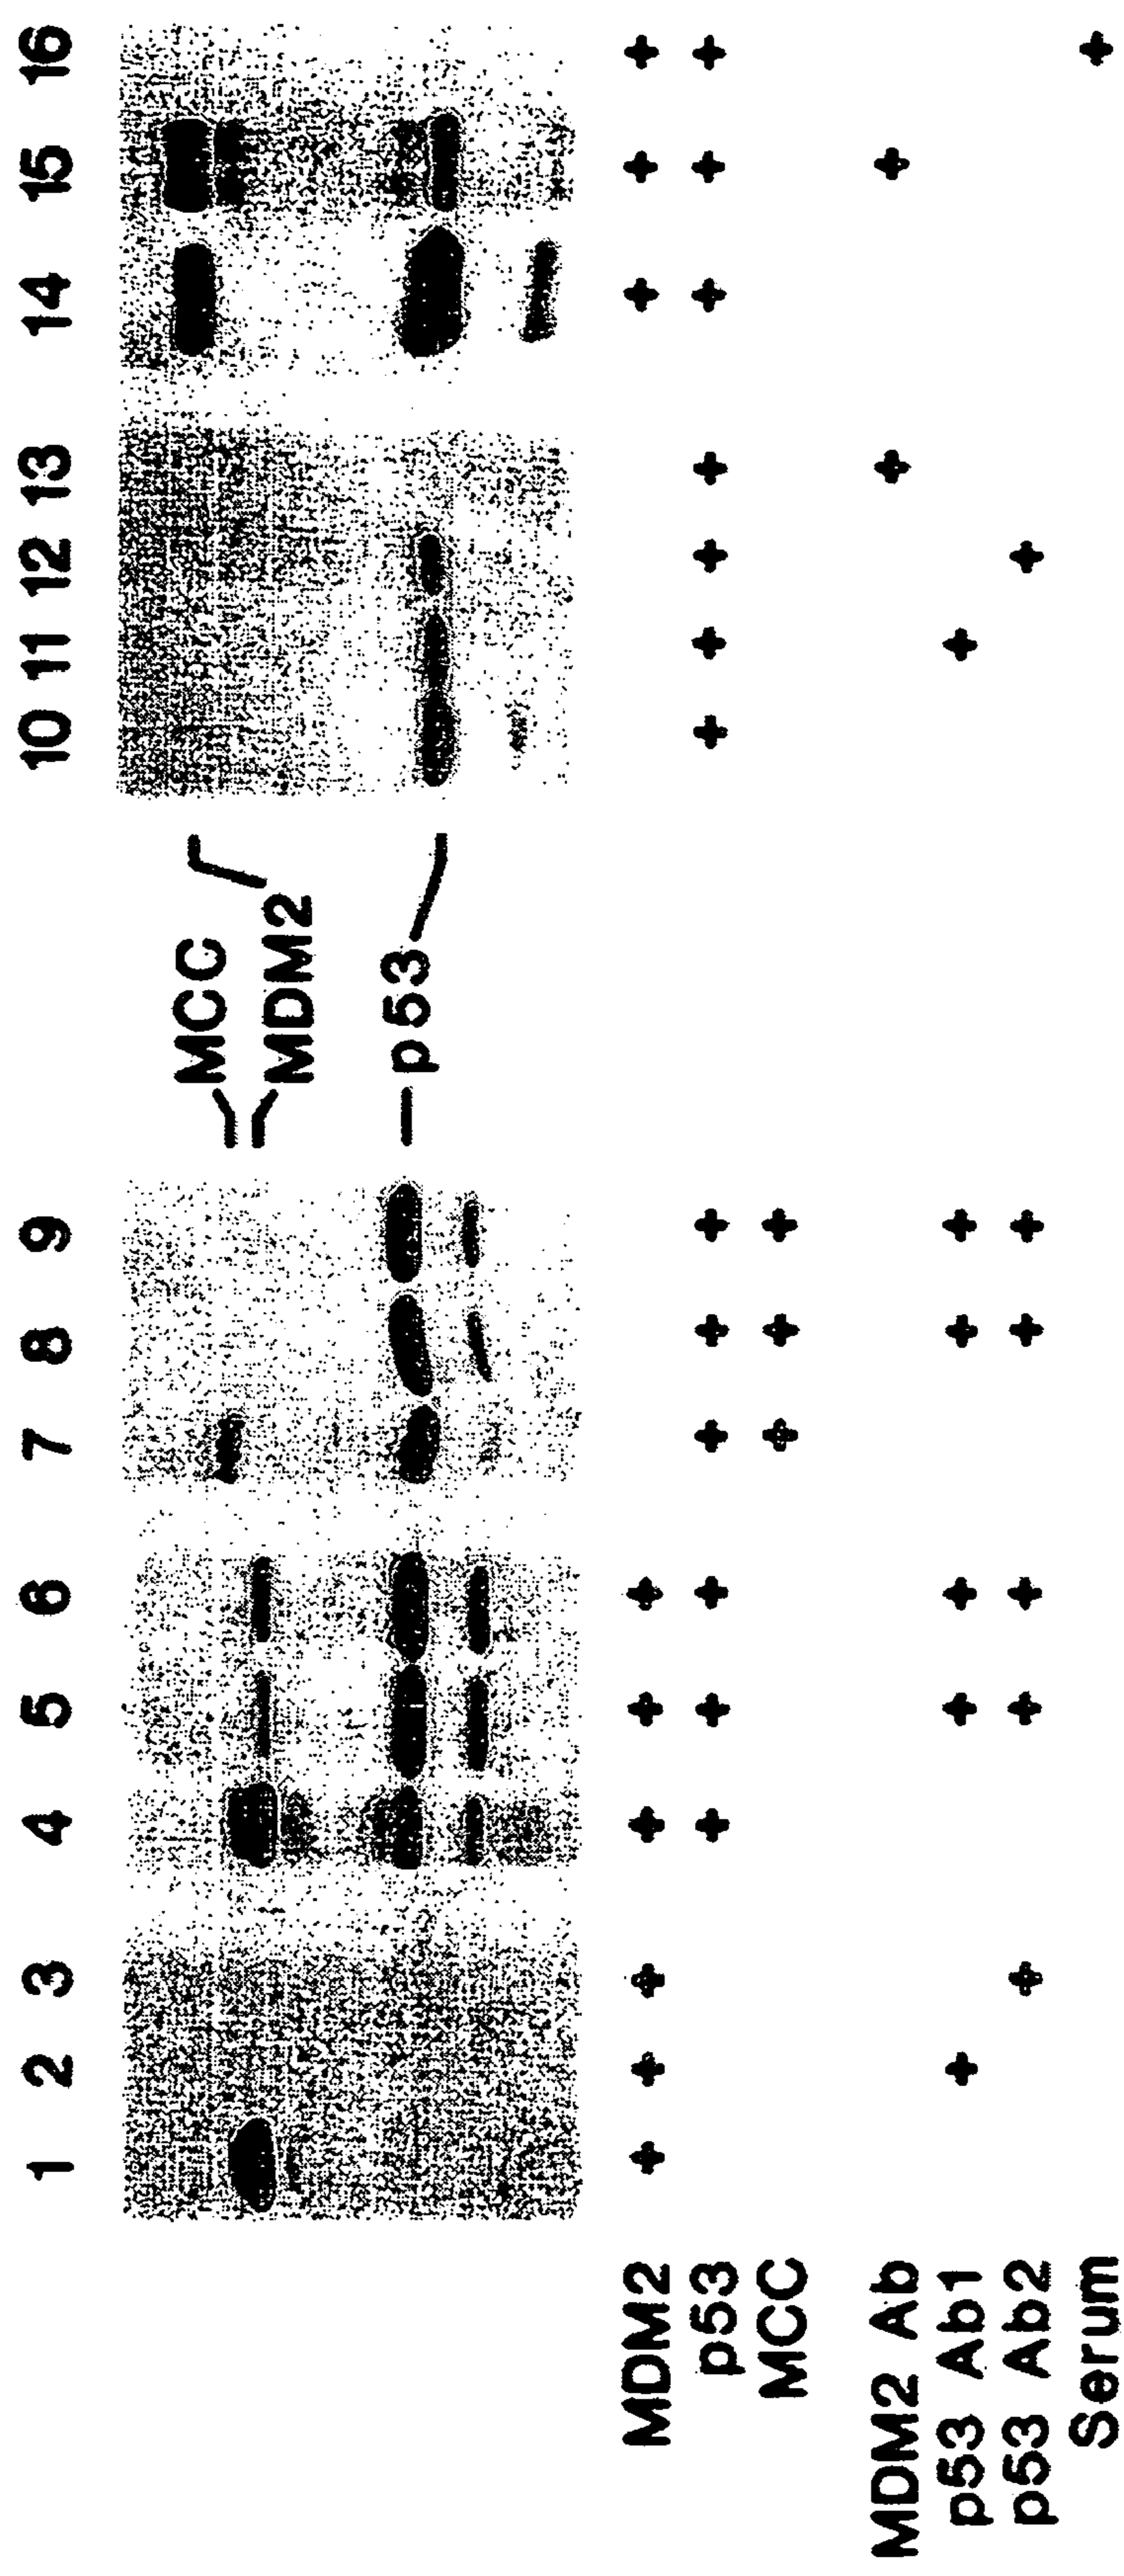 1 2 3 4 5 6 7 8 9 10 11 12 13 14 15 16
MCC
MDM2
p53
MDM2 + + + + + + + + +
p53 + + + + + + + + + + + + +
MCC + + +
MDM2 Ab + +
p53 Ab1 + + + + + +
p53 Ab2 + + + + + +
Serum +